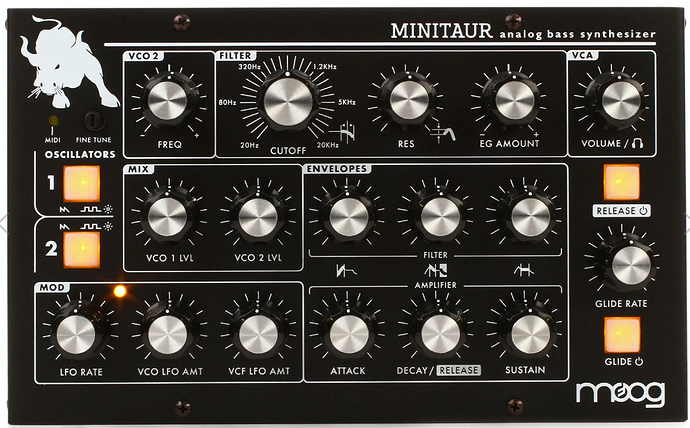 MINITAUR analog bass synthesizer
VCO 2
FILTER
VCA
320Hz
1.2KHz
80Hz
5KHz
20Hz
20KHz
- +
FREQ
CUTOFF
RES
- +
EG AMOUNT
VOLUME /
MIDI
FINE TUNE
OSCILLATORS
1
2
MIX
VCO 1 LVL
VCO 2 LVL
ENVELOPES
FILTER
AMPLIFIER
RELEASE
GLIDE RATE
GLIDE
MOD
LFO RATE
VCO LFO AMT
VCF LFO AMT
ATTACK
DECAY / RELEASE
SUSTAIN
moog